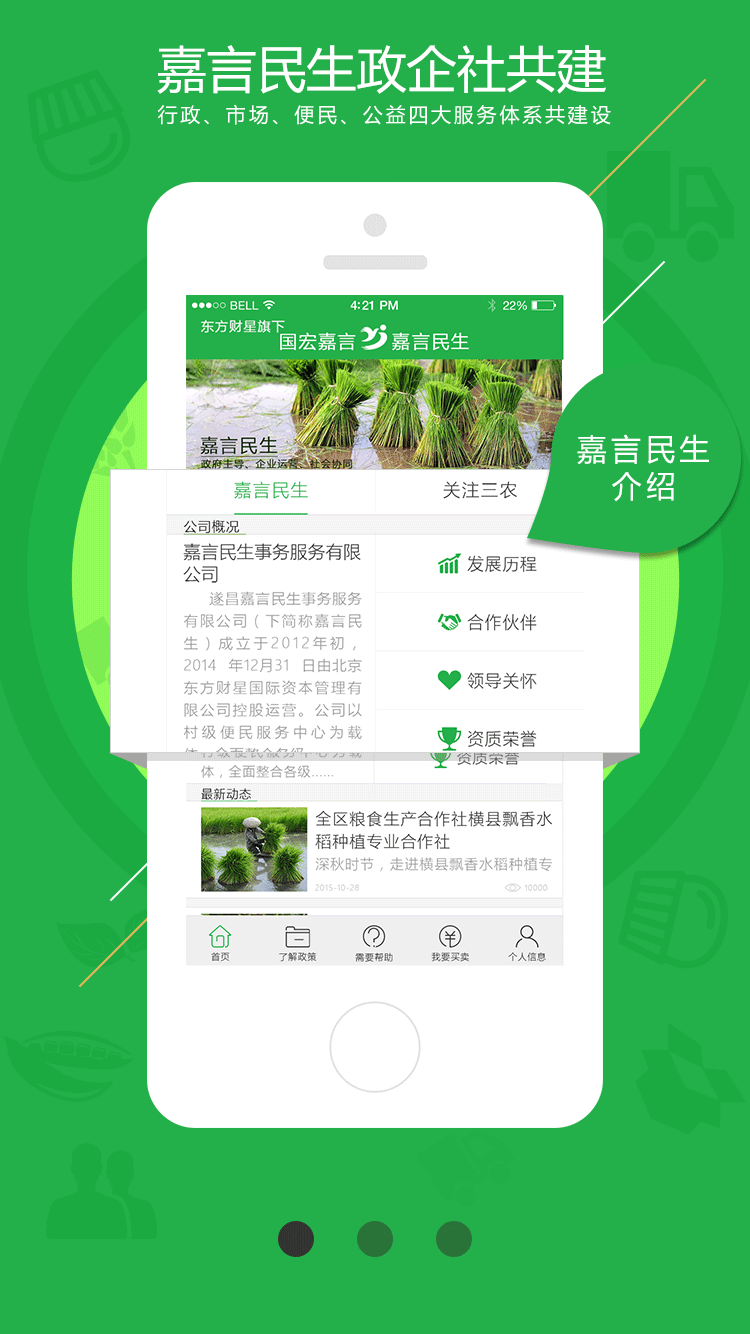 嘉言民生政企社共建
行政、市场、便民、公益四大服务体系共建设
BELL 4:21 PM 22%
东方财星旗下
国宏嘉言 嘉言民生
嘉言民生
政府主导、企业运营、社会协同
嘉言民生
介绍
嘉言民生 关注三农
公司概况
嘉言民生事务服务有限
公司
遂昌嘉言民生事务服务
有限公司（下简称嘉言民
生）成立于2012年初，
2014 年12月31 日由北京
东方财星国际资本管理有
限公司控股运营。公司以
村级便民服务中心为载
体，全面整合各级......
发展历程
合作伙伴
领导关怀
资质荣誉
资质荣誉
最新动态
全区粮食生产合作社横县飘香水
稻种植专业合作社
深秋时节，走进横县飘香水稻种植专
2015-10-28 10000
首页 了解政策 需要帮助 我要买卖 个人信息